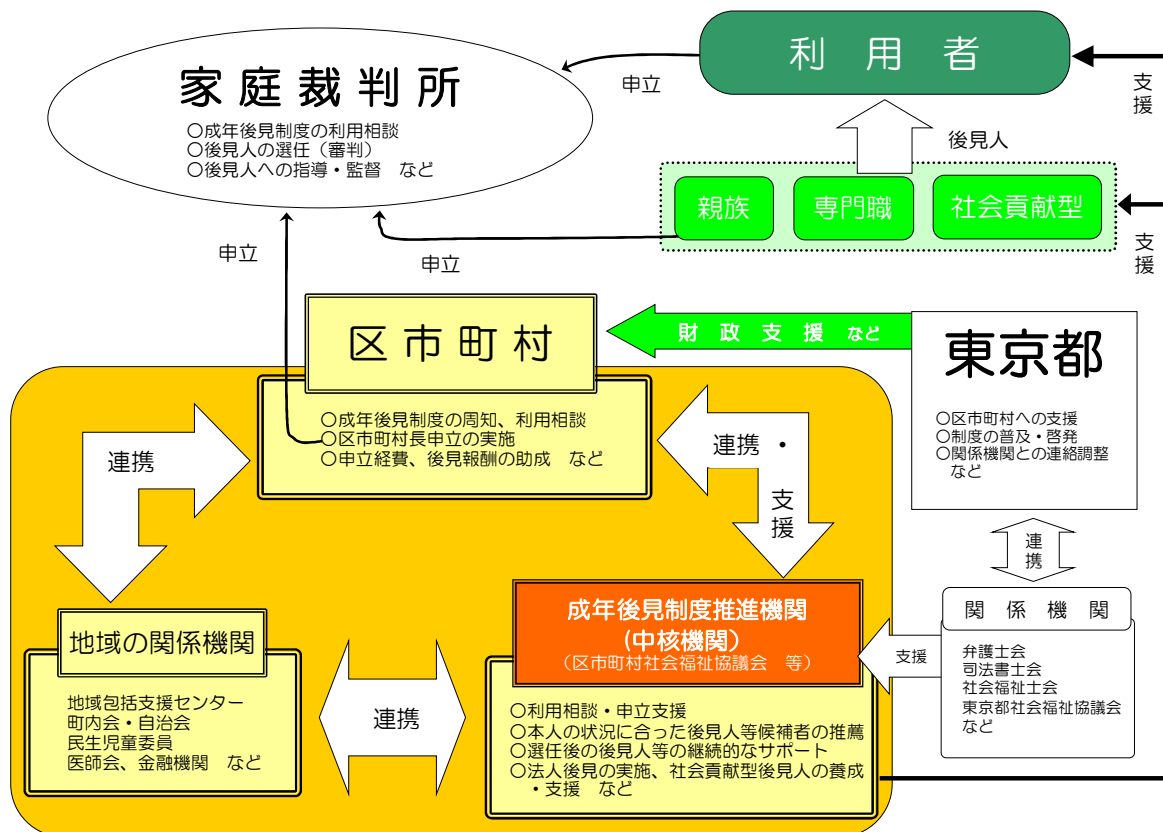 利用者
家庭裁判所
○成年後見制度の利用相談
○後見人の選任（審判）
○後見人への指導・監督　など
申立
支援
後見人
親族
専門職
社会貢献型
支援
申立
申立
区市町村
○成年後見制度の周知、利用相談
○区市町村長申立の実施
○申立経費、後見報酬の助成　など
財政支援など
東京都
○区市町村への支援
○制度の普及・啓発
○関係機関との連絡調整
など
連携
連携・
支援
連携
関係機関
弁護士会
司法書士会
社会福祉士会
東京都社会福祉協議会
など
支援
地域の関係機関
地域包括支援センター
町内会・自治会
民生児童委員
医師会、金融機関　など
連携
成年後見制度推進機関
（中核機関）
（区市町村社会福祉協議会　等）
○利用相談・申立支援
○本人の状況に合った後見人等候補者の推薦
○選任後の後見人等の継続的なサポート
○法人後見の実施、社会貢献型後見人の養成
・支援　など